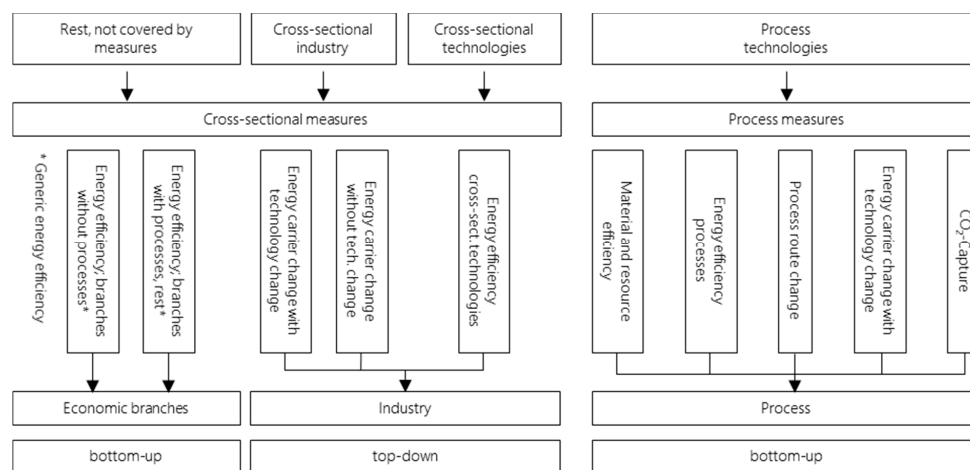 Rest, not covered by
measures
Cross-sectional
industry
Cross-sectional
technologies
Process
technologies
Cross-sectional measures
Process measures
* Generic energy efficiency
Energy efficiency; branches
without processes*
Energy efficiency; branches
with processes, rest*
Energy carrier change with
technology change
Energy carrier change
without tech. change
Energy efficiency
cross-sect. technologies
Material and resource
efficiency
Energy efficiency
processes
Process route change
Energy carrier change with
technology change
CO₂-Capture
Economic branches
Industry
Process
bottom-up
top-down
bottom-up